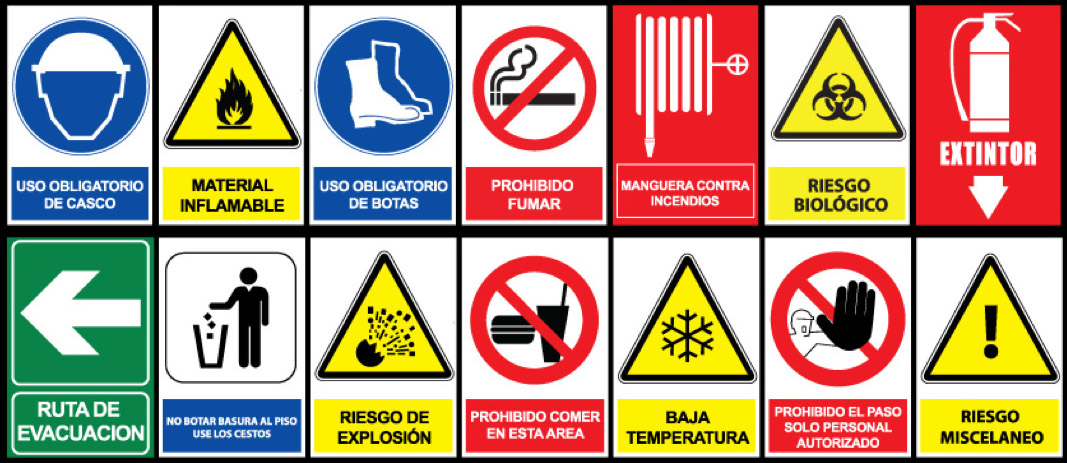 USO OBLIGATORIO
DE CASCO
MATERIAL
INFLAMABLE
USO OBLIGATORIO
DE BOTAS
PROHIBIDO
FUMAR
MANGUERA CONTRA
INCENDIOS
RIESGO
BIOLÓGICO
EXTINTOR
RUTA DE
EVACUACION
NO BOTAR BASURA AL PISO
USE LOS CESTOS
RIESGO DE
EXPLOSIÓN
PROHIBIDO COMER
EN ESTA AREA
BAJA
TEMPERATURA
PROHIBIDO EL PASO
SOLO PERSONAL
AUTORIZADO
RIESGO
MISCELANEO